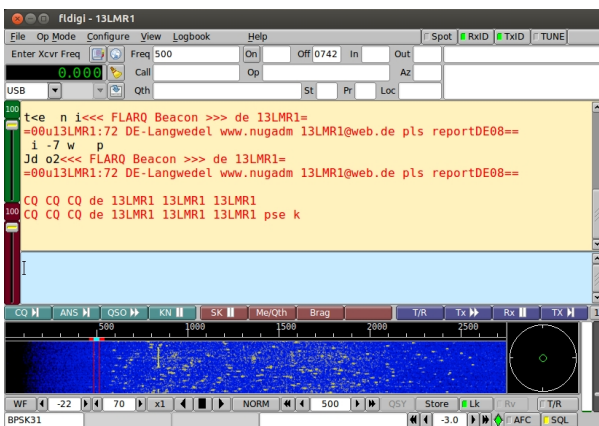 fldigi - 13LMR1
File Op Mode Configure View Logbook Help Spot RxID TxID TUNE
Enter Xcvr Freq Freq 500 On Off 0742 In Out
0.000 Call Op Az
USB Qth St Pr Loc
100
t<e n i<<< FLARQ Beacon >>> de 13LMR1=
=00u13LMR1:72 DE-Langwedel www.nugadm 13LMR1@web.de pls reportDE08==
i -7 w p
Jd o2<<< FLARQ Beacon >>> de 13LMR1=
=00u13LMR1:72 DE-Langwedel www.nugadm 13LMR1@web.de pls reportDE08==
CQ CQ CQ de 13LMR1 13LMR1 13LMR1
100
CQ CQ CQ de 13LMR1 13LMR1 13LMR1 pse k
CQ ANS QSO KN SK Me/Qth Brag T/R Tx Rx TX 1
500 1000 1500 2000 2500
WF -22 70 x1 NORM 500 QSY Store Lk Rv T/R
BPSK31 -3.0 AFC SQL